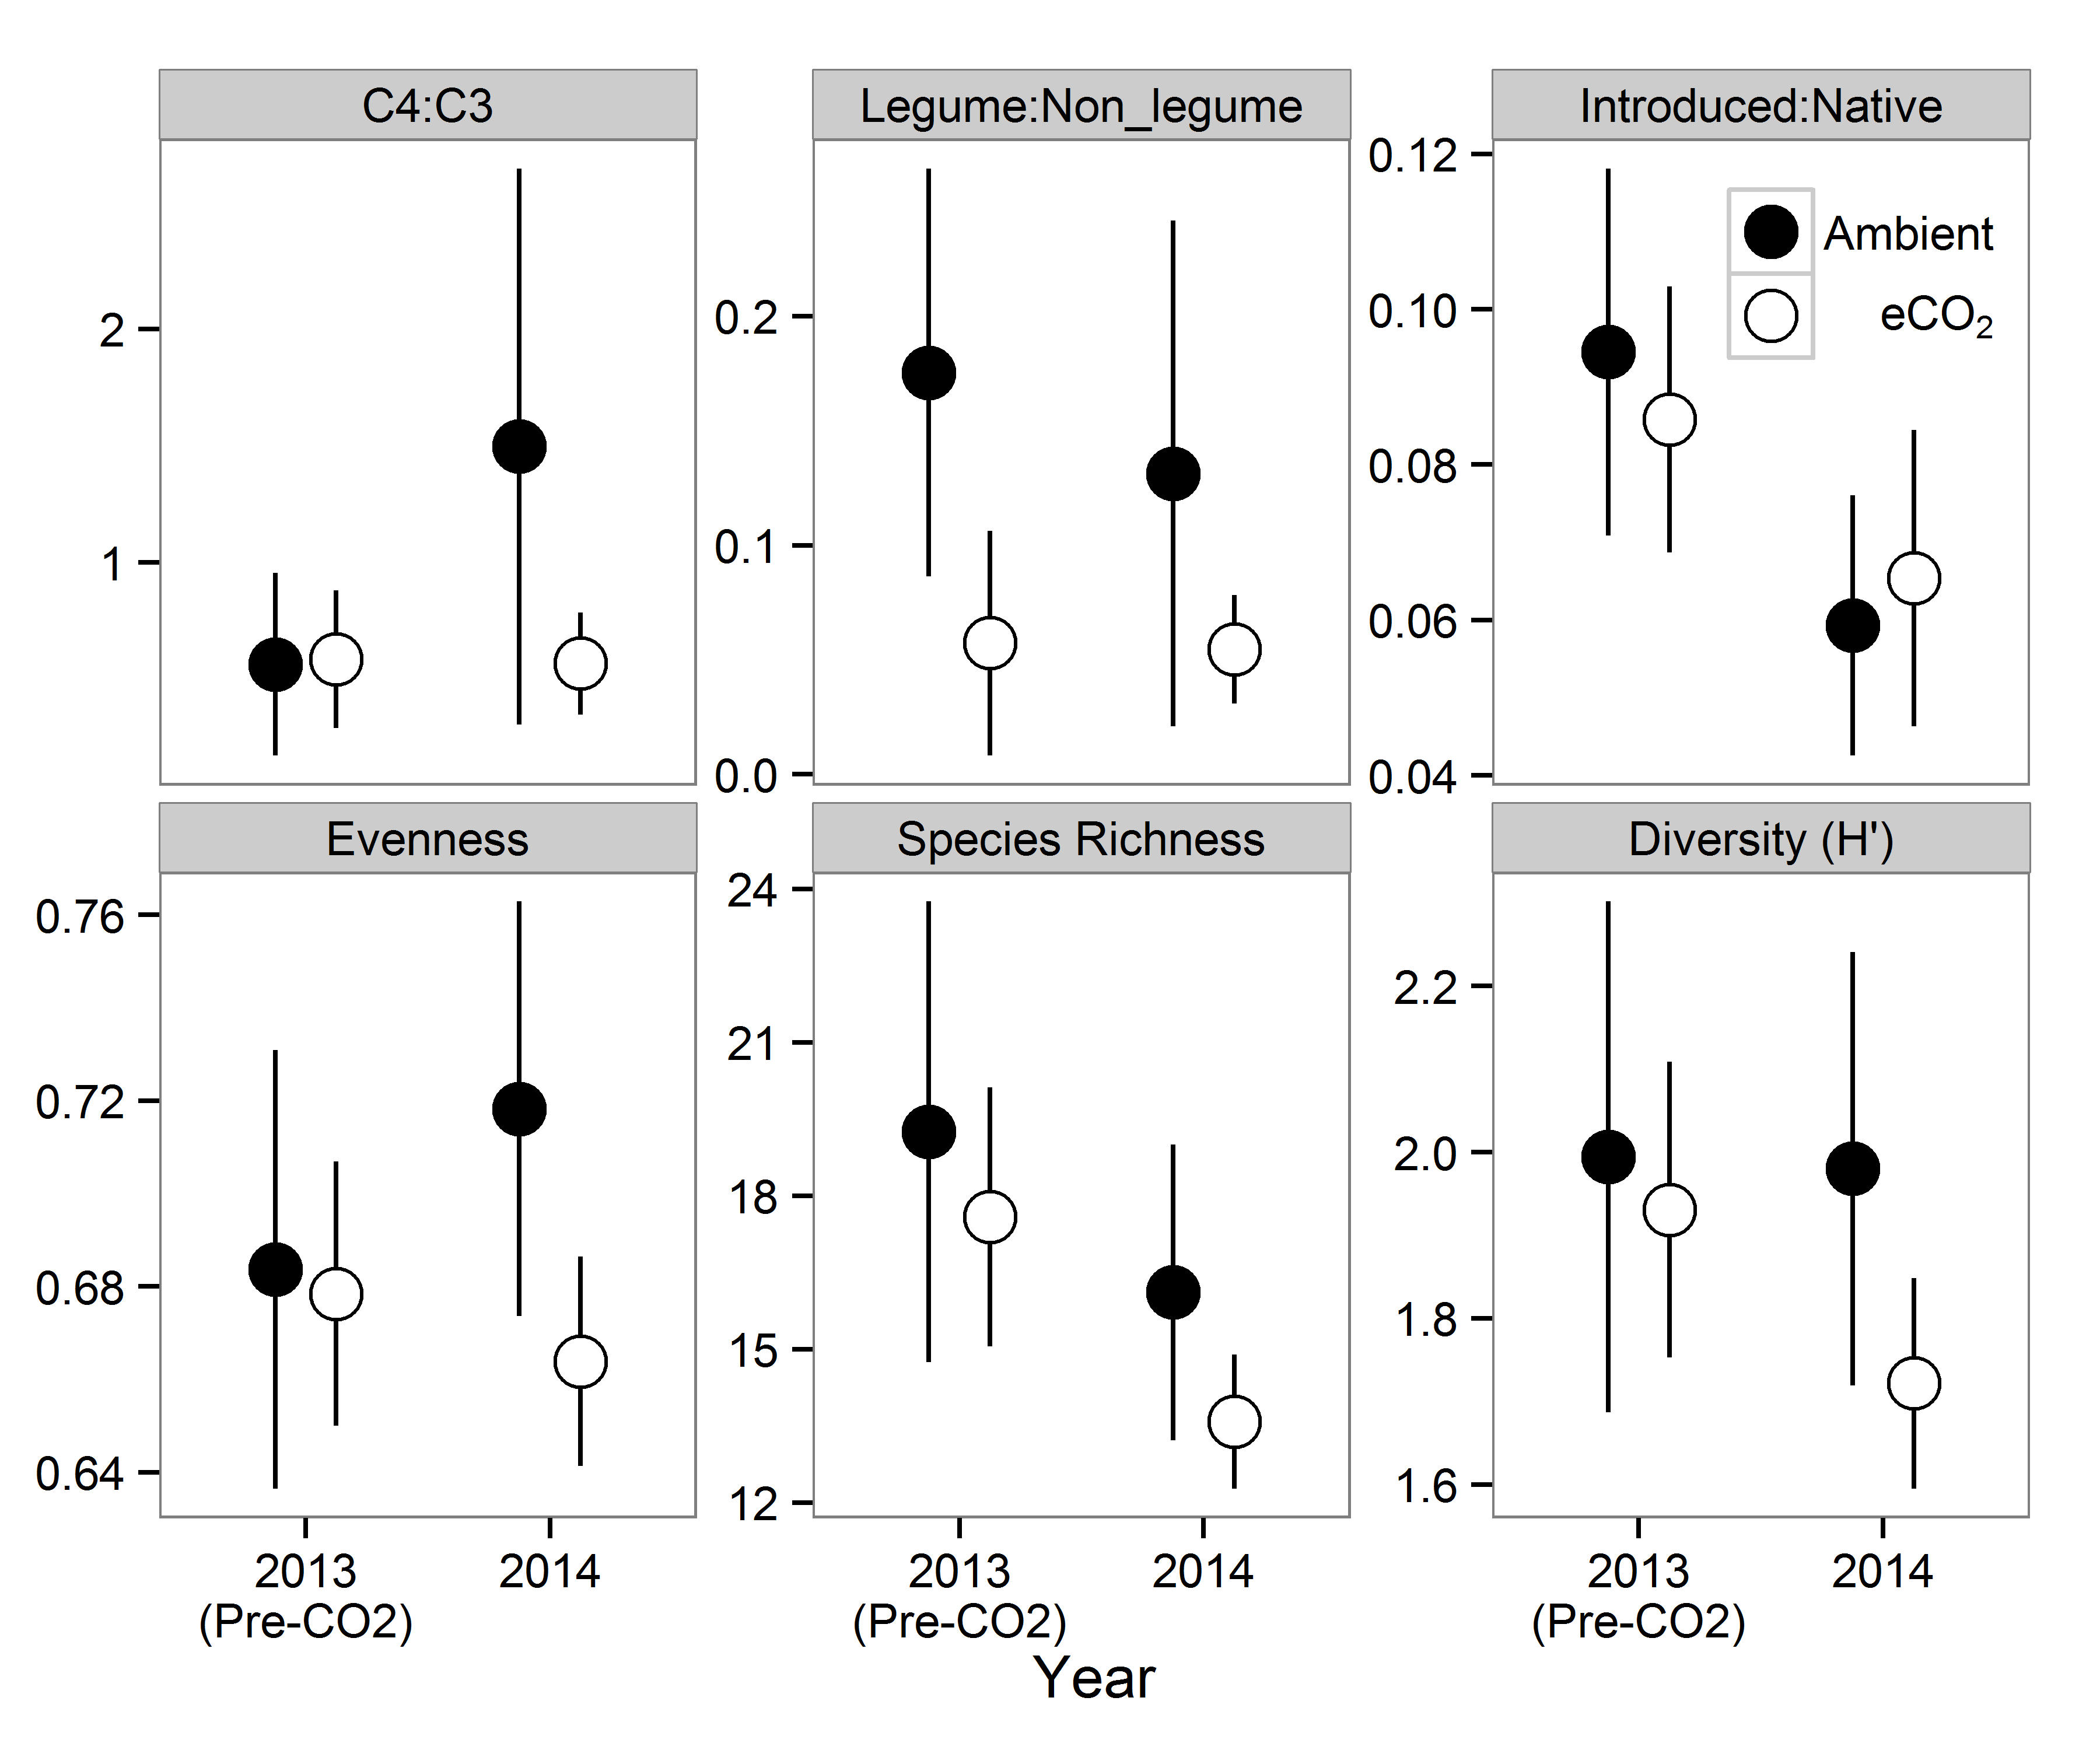 C4:C3
Legume:Non_legume
Introduced:Native
2
1
0.2
0.1
0.0
0.12
0.10
0.08
0.06
0.04
Ambient
eCO₂
Evenness
Species Richness
Diversity (H')
0.76
0.72
0.68
0.64
24
21
18
15
12
2.2
2.0
1.8
1.6
2013
(Pre-CO2)
2014
2013
(Pre-CO2)
2014
2013
(Pre-CO2)
2014
Year